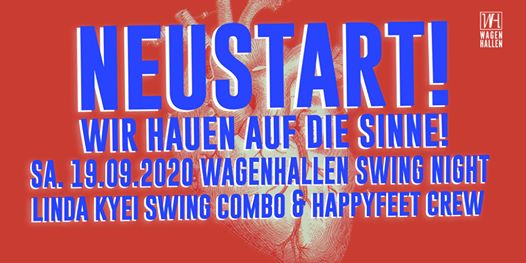 WH
WAGEN
HALLEN
NEUSTART!
WIR HAUEN AUF DIE SINNE!
SA. 19.09.2020 WAGENHALLEN SWING NIGHT
LINDA KYEI SWING COMBO & HAPPYFEET CREW